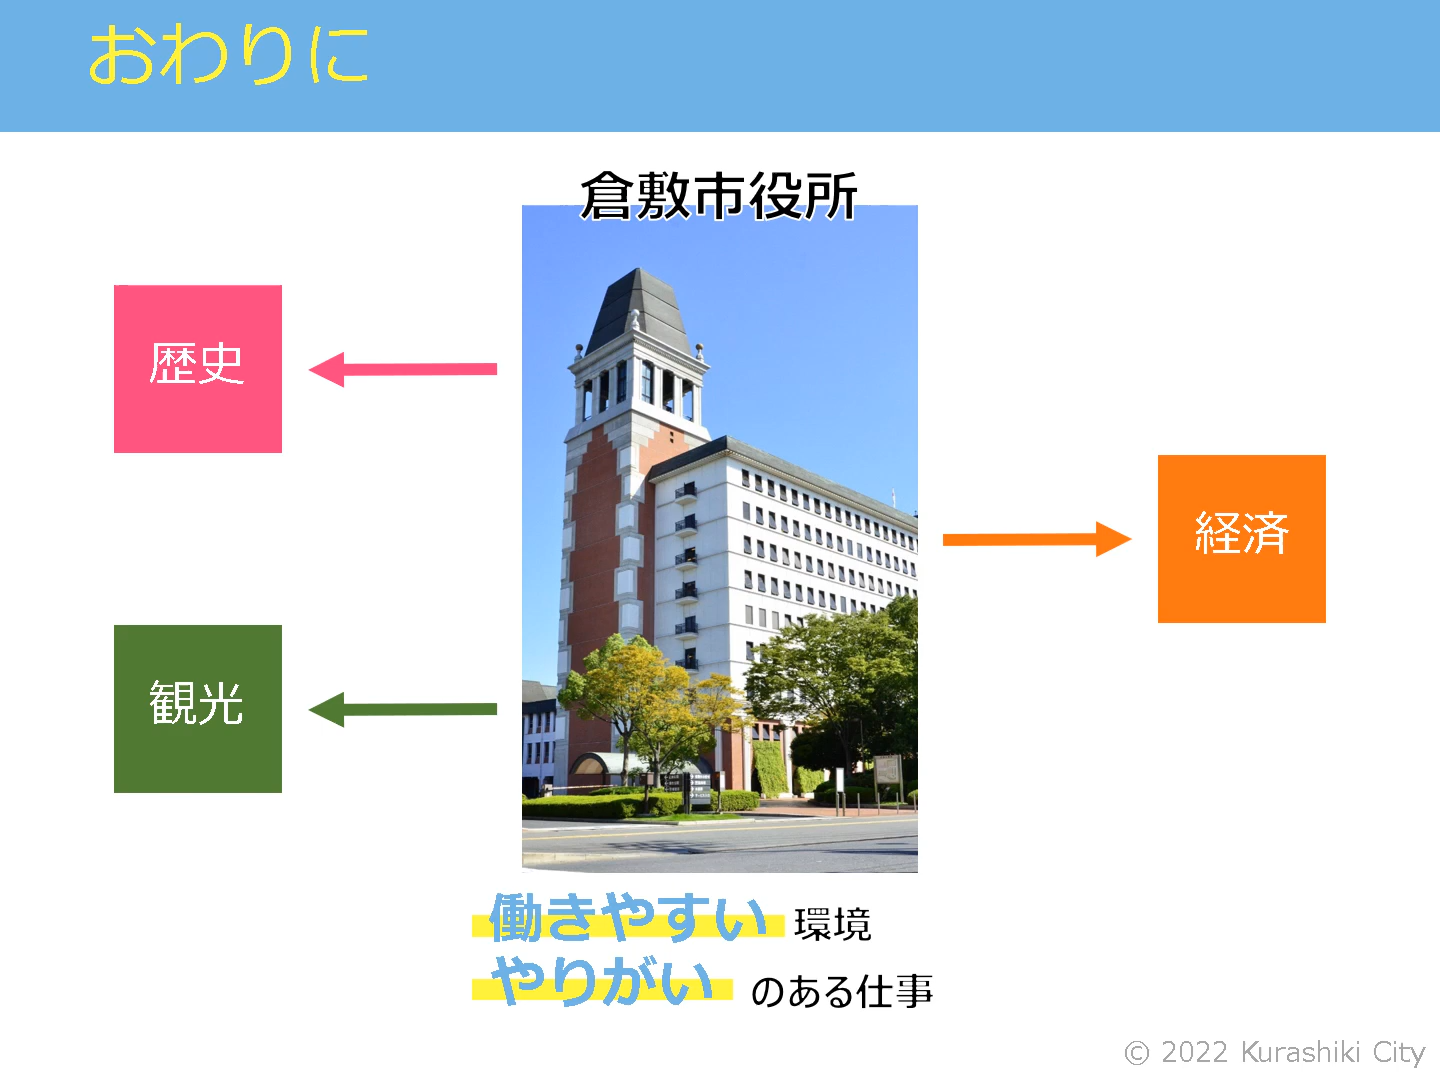 おわりに
倉敷市役所
歴史
経済
観光
働きやすい 環境
やりがい のある仕事
© 2022 Kurashiki City